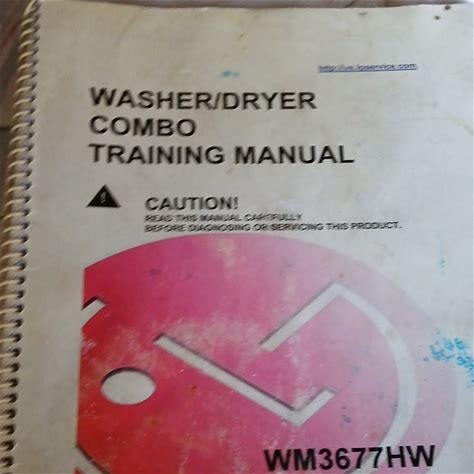 http://us.lgservice.com
WASHER/DRYER
COMBO
TRAINING MANUAL
CAUTION!
READ THIS MANUAL CAREFULLY
BEFORE DIAGNOSING OR SERVICING THIS PRODUCT.
WM3677HW